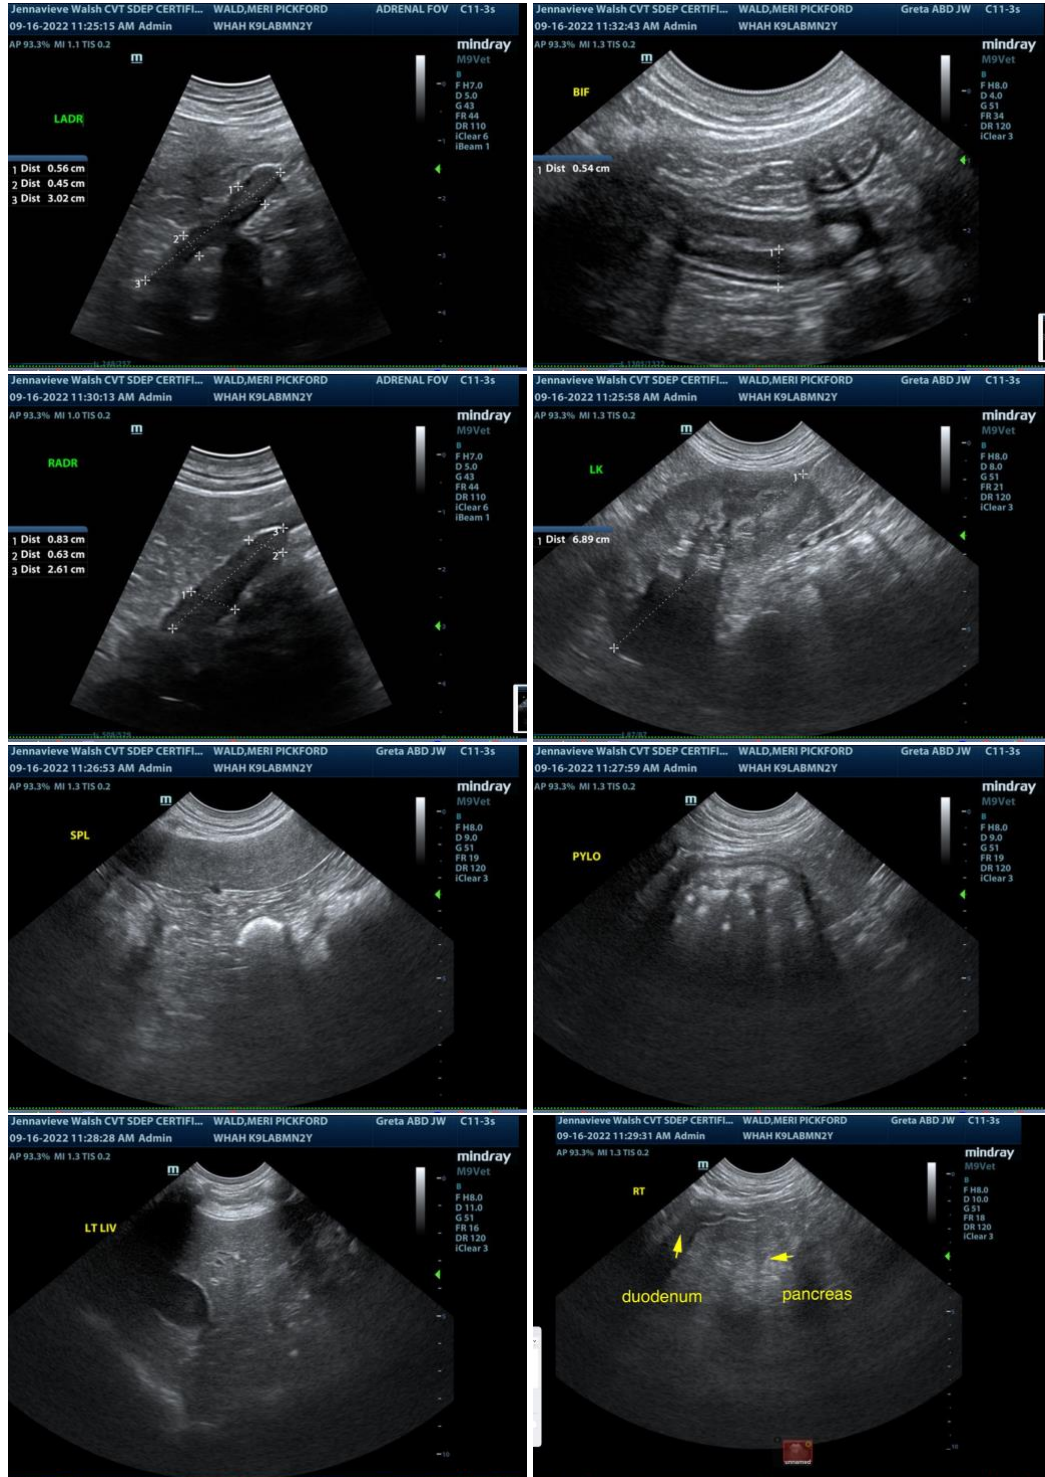 Jennavieve Walsh CVT SDEP CERTIFI... WALD,MERI PICKFORD ADRENAL FOV C11-3s
09-16-2022 11:25:15 AM Admin WHAH K9LABMN2Y
AP 93.3% MI 1.1 TIS 0.2
mindray
M9Vet
m
B
F H7.0
D 5.0
G 43
FR 44
DR 110
iClear 6
iBeam 1
LADR
1 Dist 0.56 cm
2 Dist 0.45 cm
3 Dist 3.02 cm
1
2
3
Jennavieve Walsh CVT SDEP CERTIFI... WALD,MERI PICKFORD Greta ABD JW C11-3s
09-16-2022 11:32:43 AM Admin WHAH K9LABMN2Y
AP 93.3% MI 1.3 TIS 0.2
mindray
M9Vet
m
B
F H8.0
D 4.0
G 51
FR 34
DR 120
iClear 3
BIF
1 Dist 0.54 cm
1
Jennavieve Walsh CVT SDEP CERTIFI... WALD,MERI PICKFORD ADRENAL FOV C11-3s
09-16-2022 11:30:13 AM Admin WHAH K9LABMN2Y
AP 93.3% MI 1.0 TIS 0.2
mindray
M9Vet
m
B
F H7.0
D 5.0
G 43
FR 44
DR 110
iClear 6
iBeam 1
RADR
1 Dist 0.83 cm
2 Dist 0.63 cm
3 Dist 2.61 cm
3
2
1
Jennavieve Walsh CVT SDEP CERTIFI... WALD,MERI PICKFORD Greta ABD JW C11-3s
09-16-2022 11:25:58 AM Admin WHAH K9LABMN2Y
AP 93.3% MI 1.3 TIS 0.2
mindray
M9Vet
m
B
F H8.0
D 8.0
G 51
FR 21
DR 120
iClear 3
LK
1 Dist 6.89 cm
1
Jennavieve Walsh CVT SDEP CERTIFI... WALD,MERI PICKFORD Greta ABD JW C11-3s
09-16-2022 11:26:53 AM Admin WHAH K9LABMN2Y
AP 93.3% MI 1.3 TIS 0.2
mindray
M9Vet
m
B
F H8.0
D 9.0
G 51
FR 19
DR 120
iClear 3
SPL
Jennavieve Walsh CVT SDEP CERTIFI... WALD,MERI PICKFORD Greta ABD JW C11-3s
09-16-2022 11:27:59 AM Admin WHAH K9LABMN2Y
AP 93.3% MI 1.3 TIS 0.2
mindray
M9Vet
m
B
F H8.0
D 9.0
G 51
FR 19
DR 120
iClear 3
PYLO
Jennavieve Walsh CVT SDEP CERTIFI... WALD,MERI PICKFORD Greta ABD JW C11-3s
09-16-2022 11:28:28 AM Admin WHAH K9LABMN2Y
AP 93.3% MI 1.3 TIS 0.2
mindray
M9Vet
m
B
F H8.0
D 11.0
G 51
FR 16
DR 120
iClear 3
LT LIV
10
Jennavieve Walsh CVT SDEP CERTIFI... WALD,MERI PICKFORD Greta ABD JW C11-3s
09-16-2022 11:29:31 AM Admin WHAH K9LABMN2Y
AP 93.3% MI 1.3 TIS 0.2
mindray
M9Vet
m
B
F H8.0
D 10.0
G 51
FR 18
DR 120
iClear 3
RT
duodenum
pancreas
unnamed